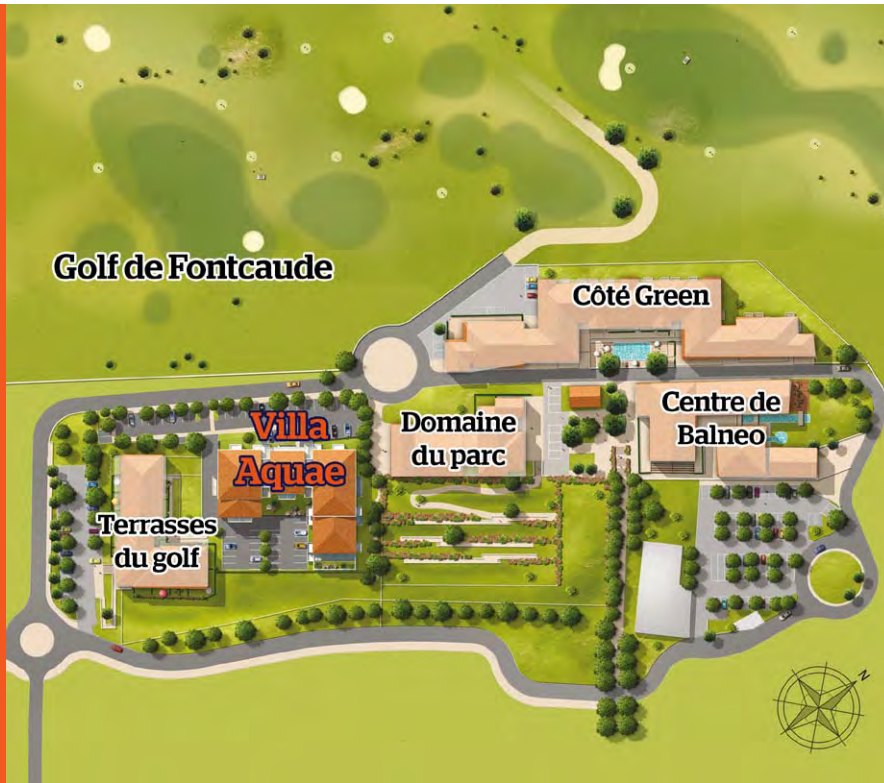 Golf de Fontcaude
Côté Green
Villa
Aquae
Domaine
du parc
Centre de
Balneo
Terrasses
du golf
N